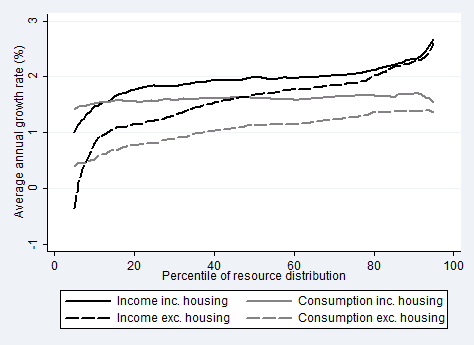 Average annual growth rate (%)
3
2
1
0
-1
0 20 40 60 80 100
Percentile of resource distribution
Income inc. housing Consumption inc. housing
Income exc. housing Consumption exc. housing